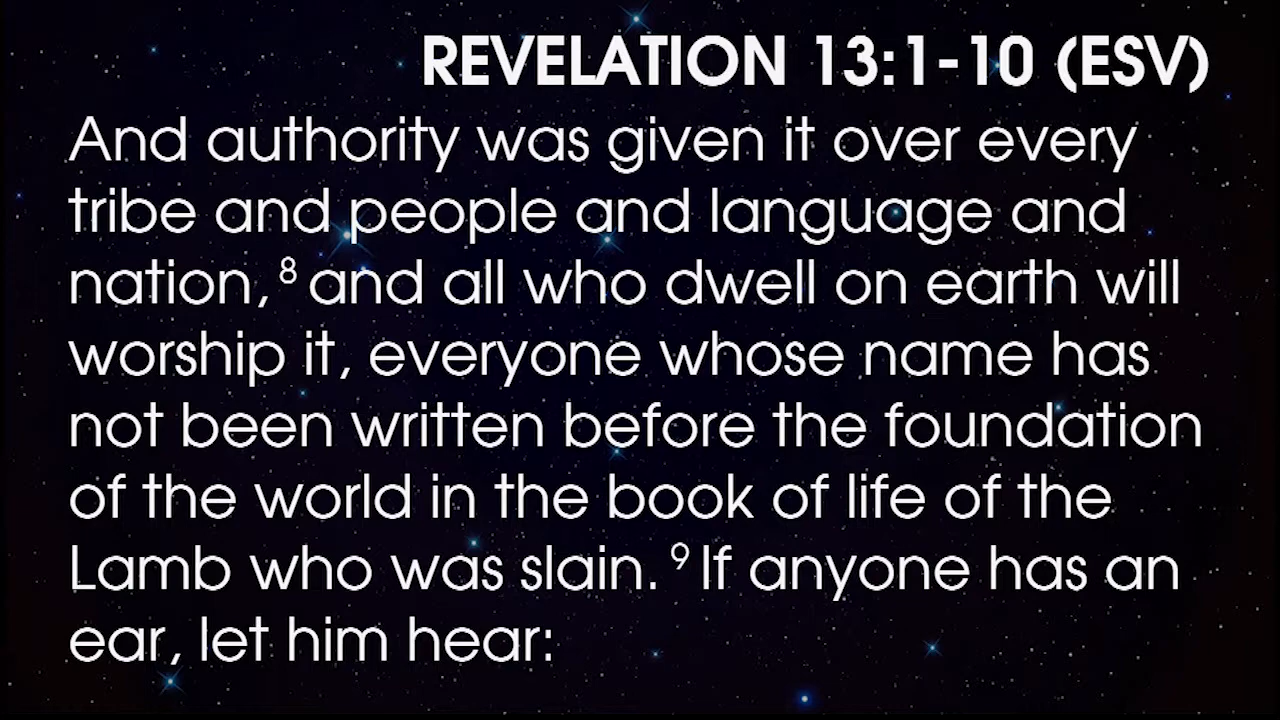 REVELATION 13:1-10 (ESV)
And authority was given it over every
tribe and people and language and
nation, ⁸ and all who dwell on earth will
worship it, everyone whose name has
not been written before the foundation
of the world in the book of life of the
Lamb who was slain. ⁹ If anyone has an
ear, let him hear: